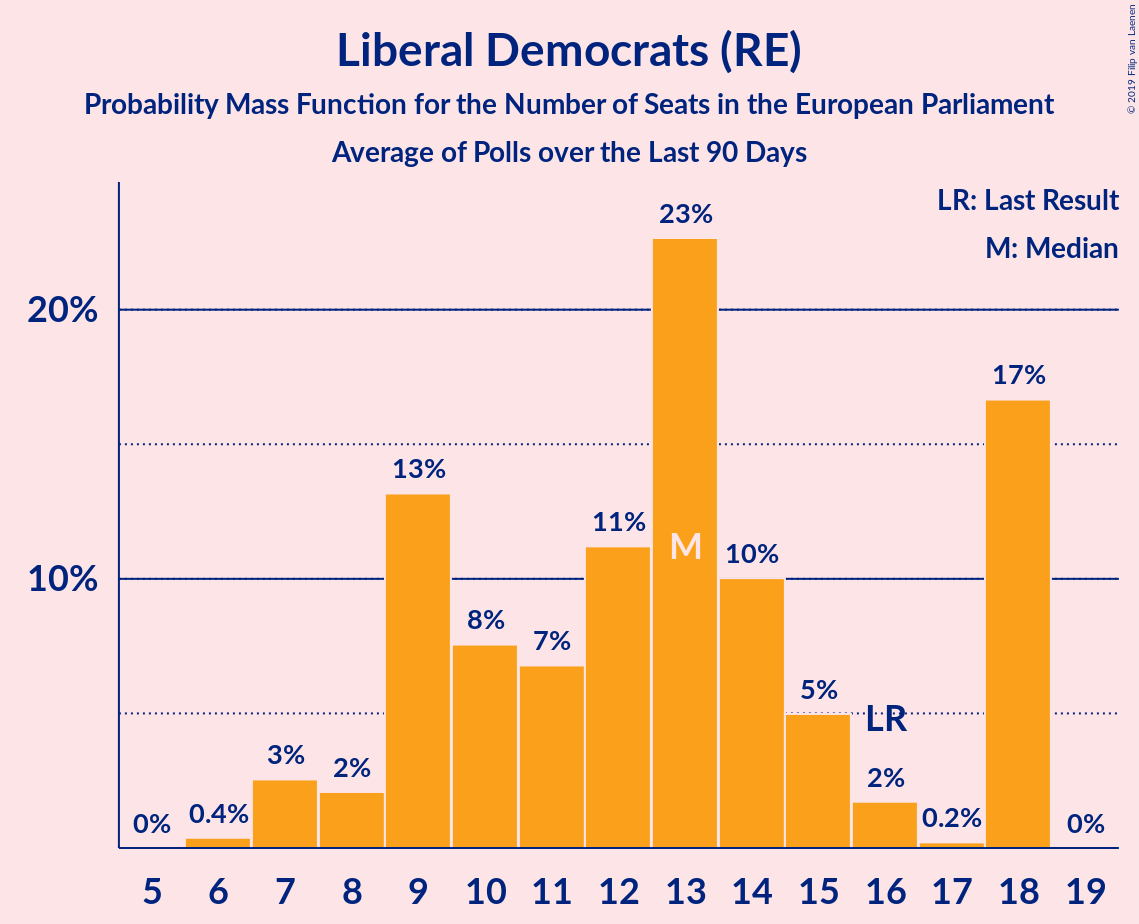 Liberal Democrats (RE)
Probability Mass Function for the Number of Seats in the European Parliament
Average of Polls over the Last 90 Days
© 2019 Filip van Laenen
LR: Last Result
M: Median
20%
10%
0%
0.4%
3%
2%
13%
8%
7%
11%
23%
M
10%
5%
LR
2%
0.2%
17%
0%
5 6 7 8 9 10 11 12 13 14 15 16 17 18 19